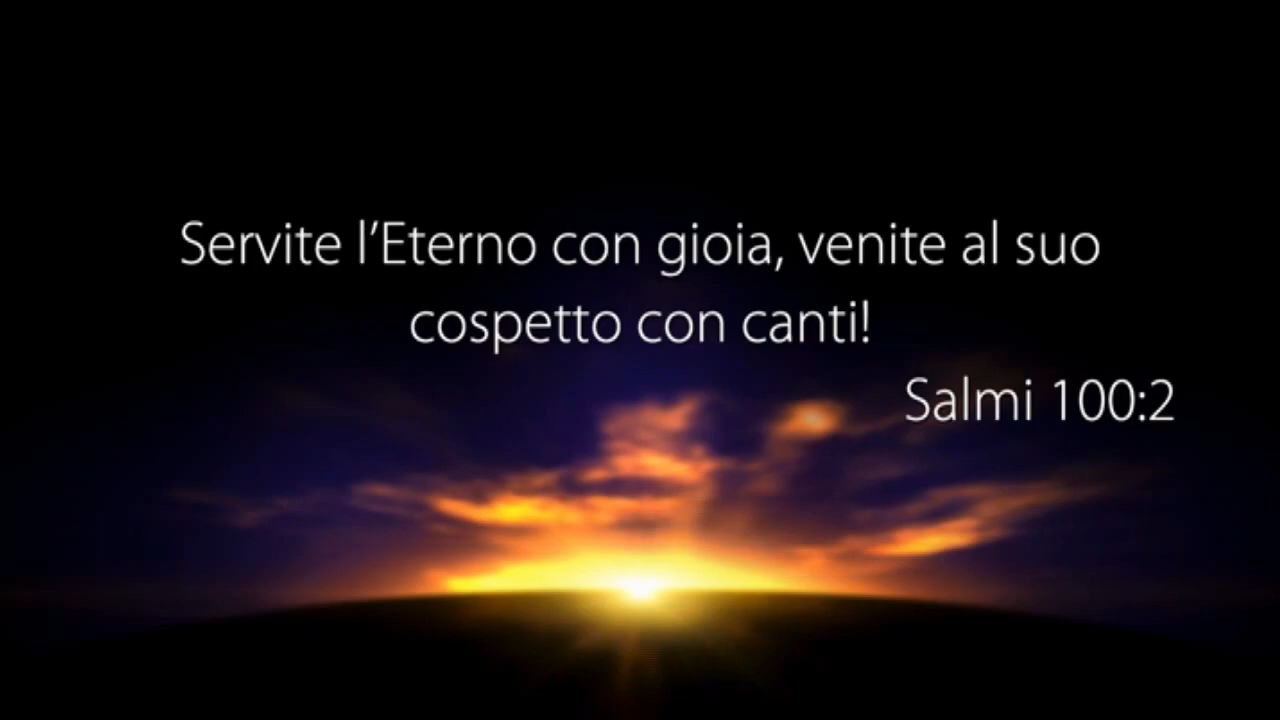 Servite l’Eterno con gioia, venite al suo
cospetto con canti!
Salmi 100:2